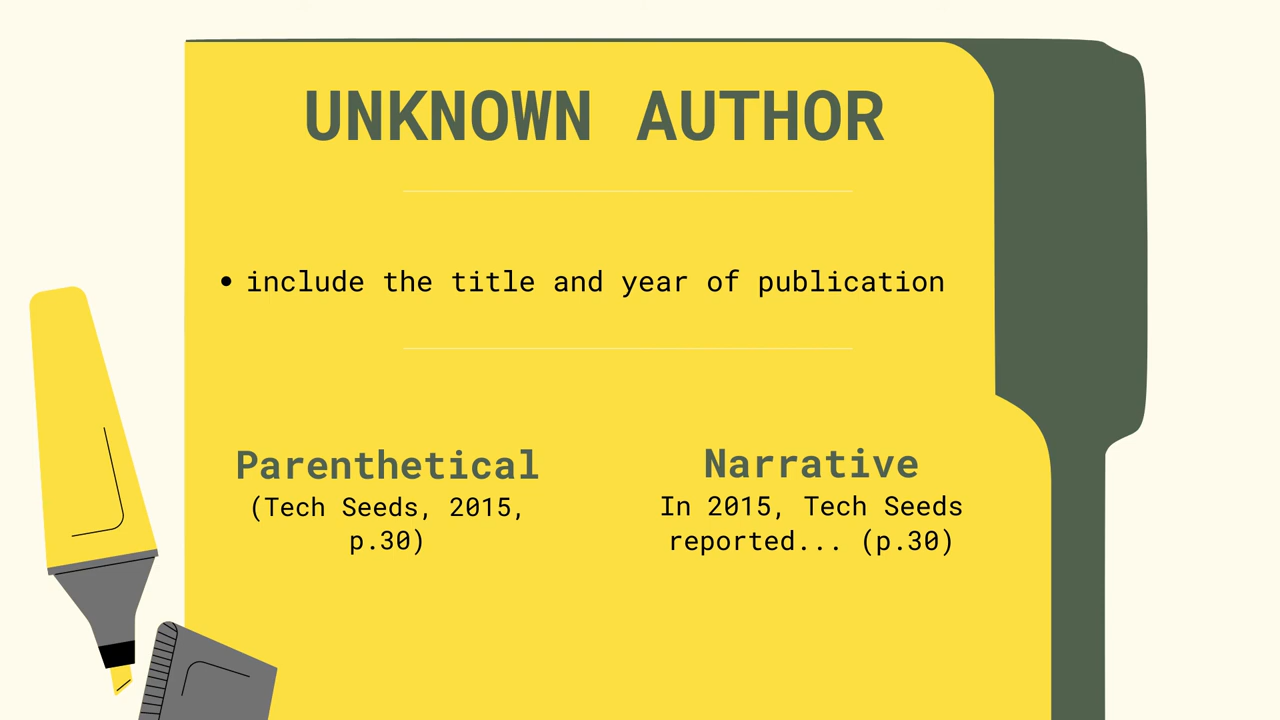 UNKNOWN AUTHOR
• include the title and year of publication
Parenthetical
(Tech Seeds, 2015,
p.30)
Narrative
In 2015, Tech Seeds
reported... (p.30)